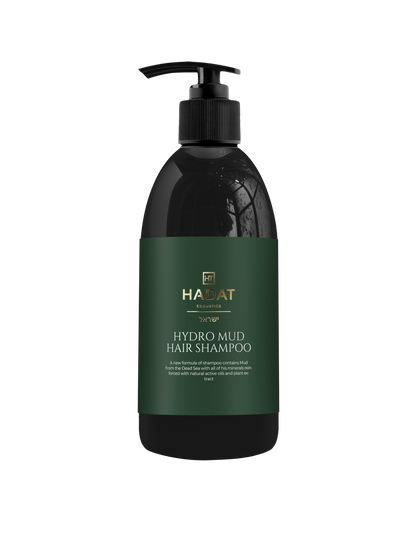 HT
HADAT
COSMETICS
ישראל
HYDRO MUD
HAIR SHAMPOO
A new formula of shampoo contains Mud
from the Dead Sea with all of his minerals rein
forced with natural active oils and plant ex
tract